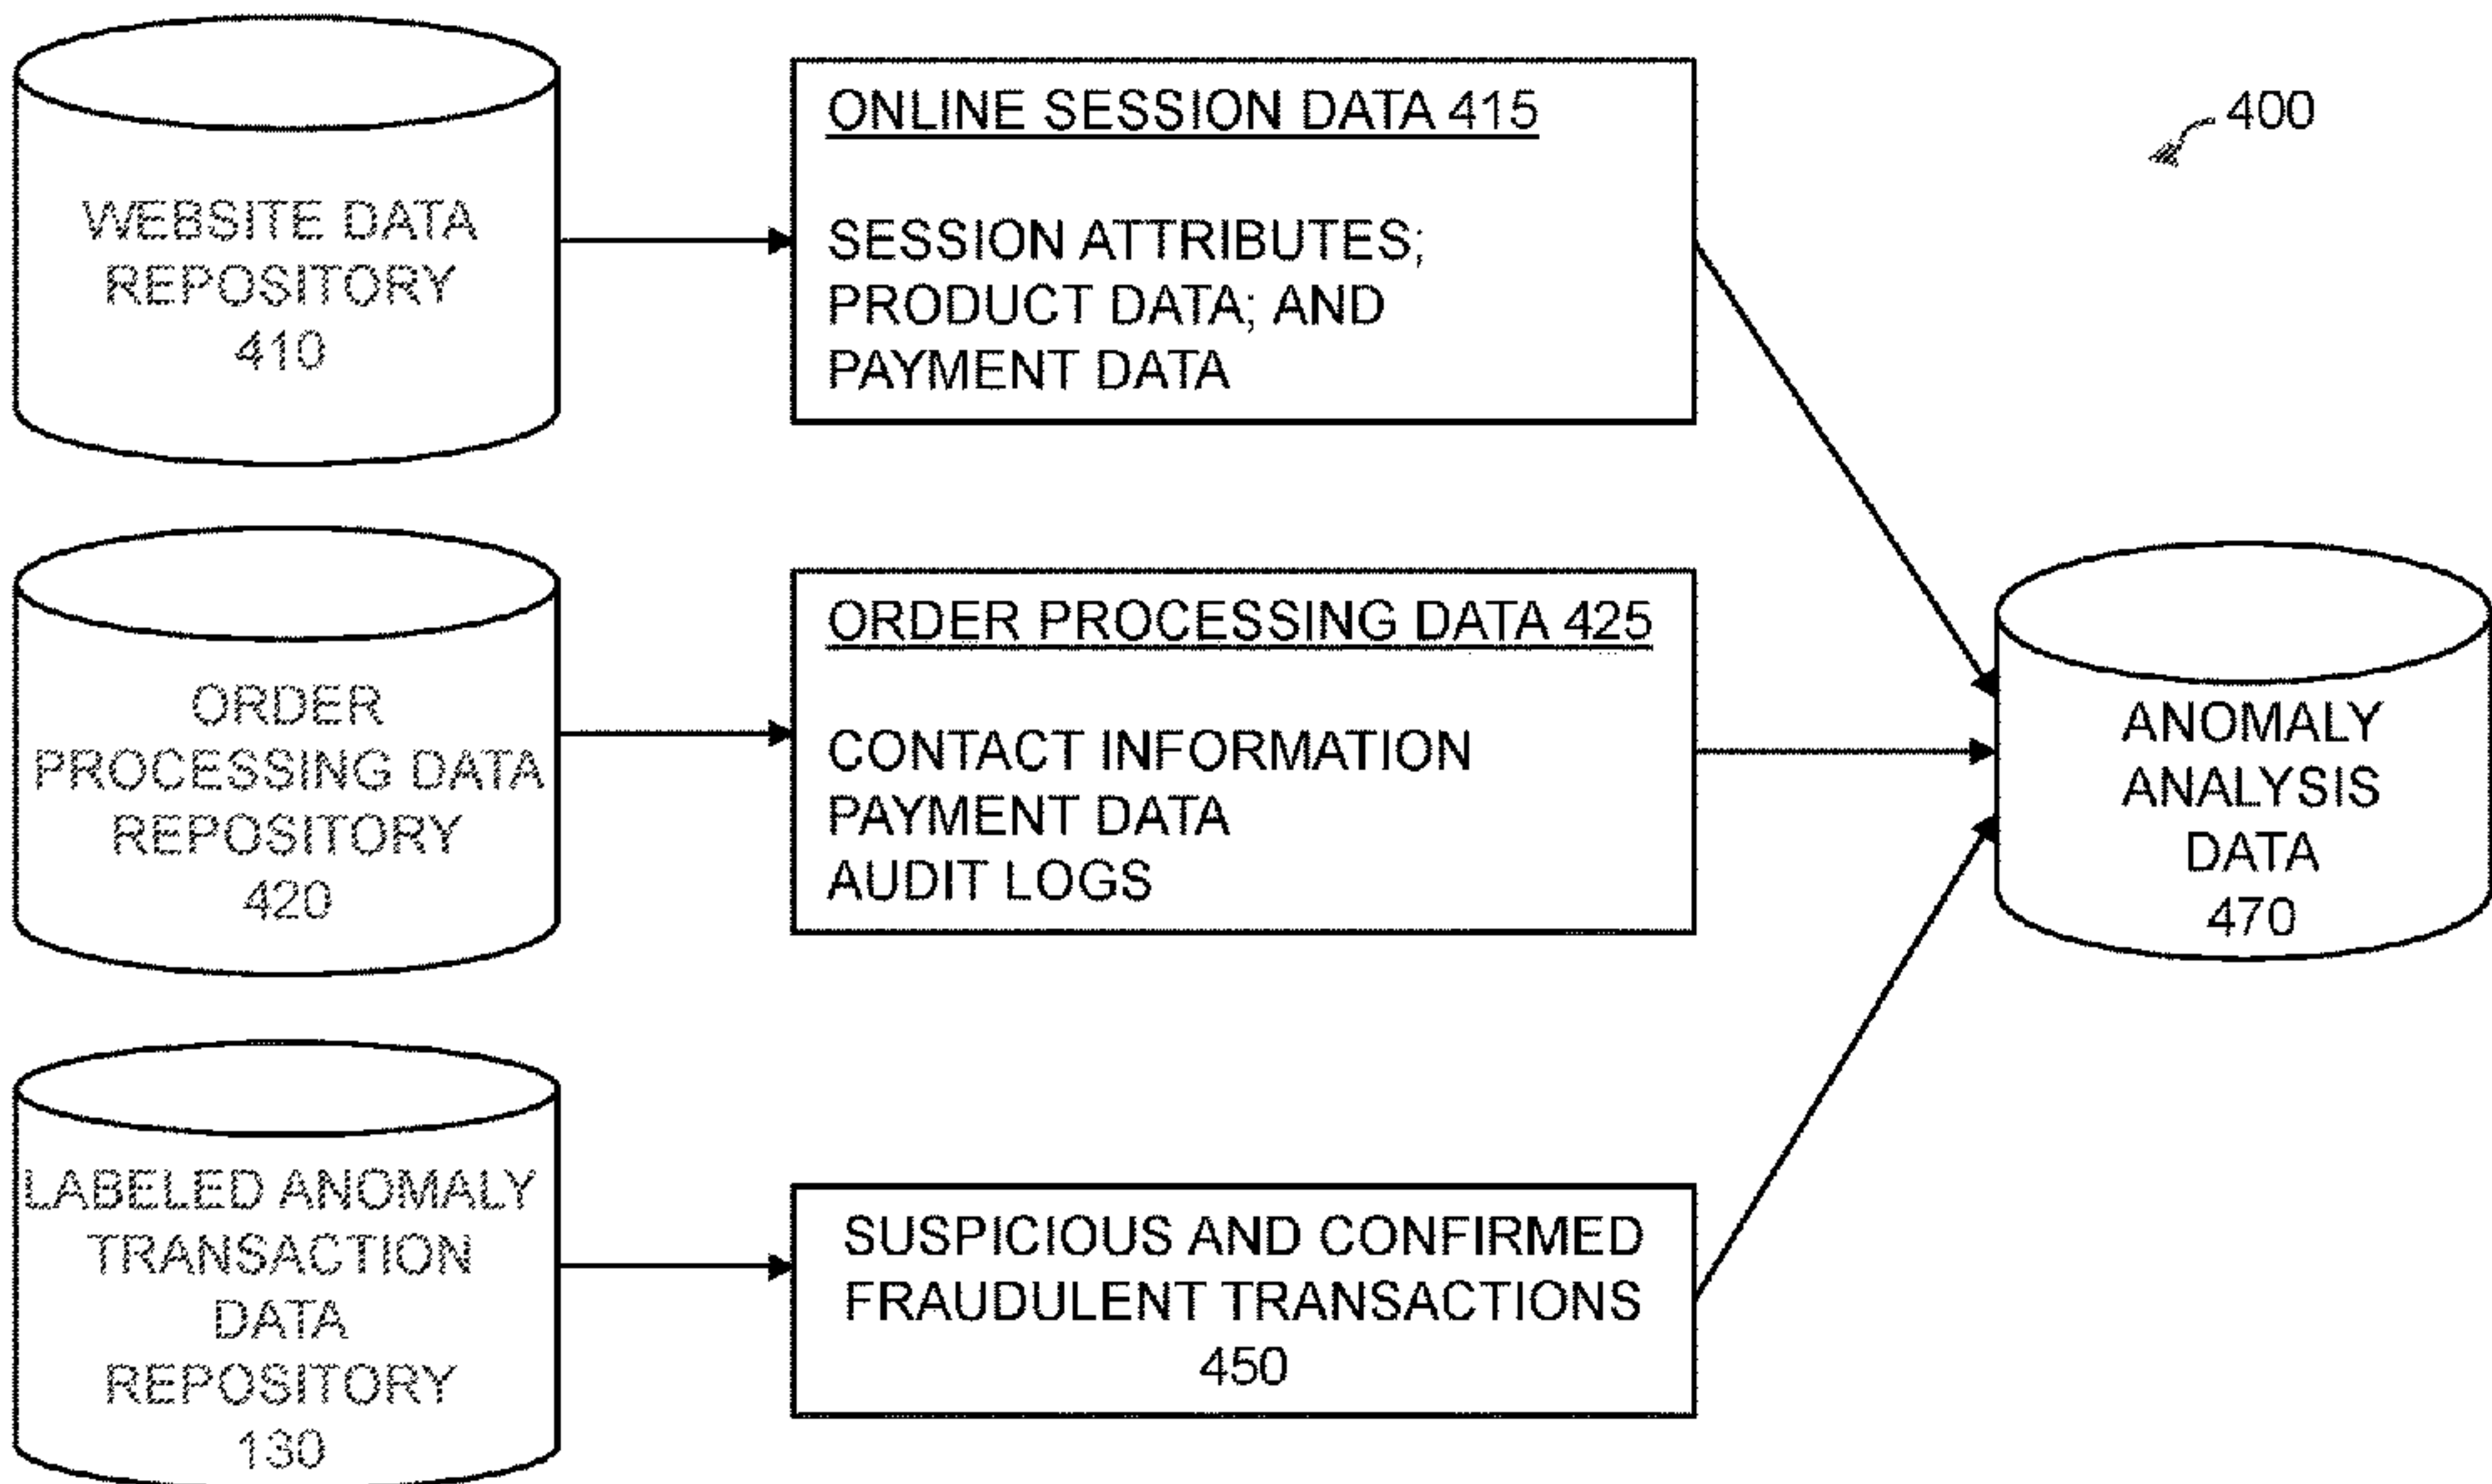 WEBSITE DATA
REPOSITORY
410
ONLINE SESSION DATA 415
SESSION ATTRIBUTES;
PRODUCT DATA; AND
PAYMENT DATA
400
ORDER
PROCESSING DATA
REPOSITORY
420
ORDER PROCESSING DATA 425
CONTACT INFORMATION
PAYMENT DATA
AUDIT LOGS
ANOMALY
ANALYSIS
DATA
470
LABELED ANOMALY
TRANSACTION
DATA
REPOSITORY
130
SUSPICIOUS AND CONFIRMED
FRAUDULENT TRANSACTIONS
450